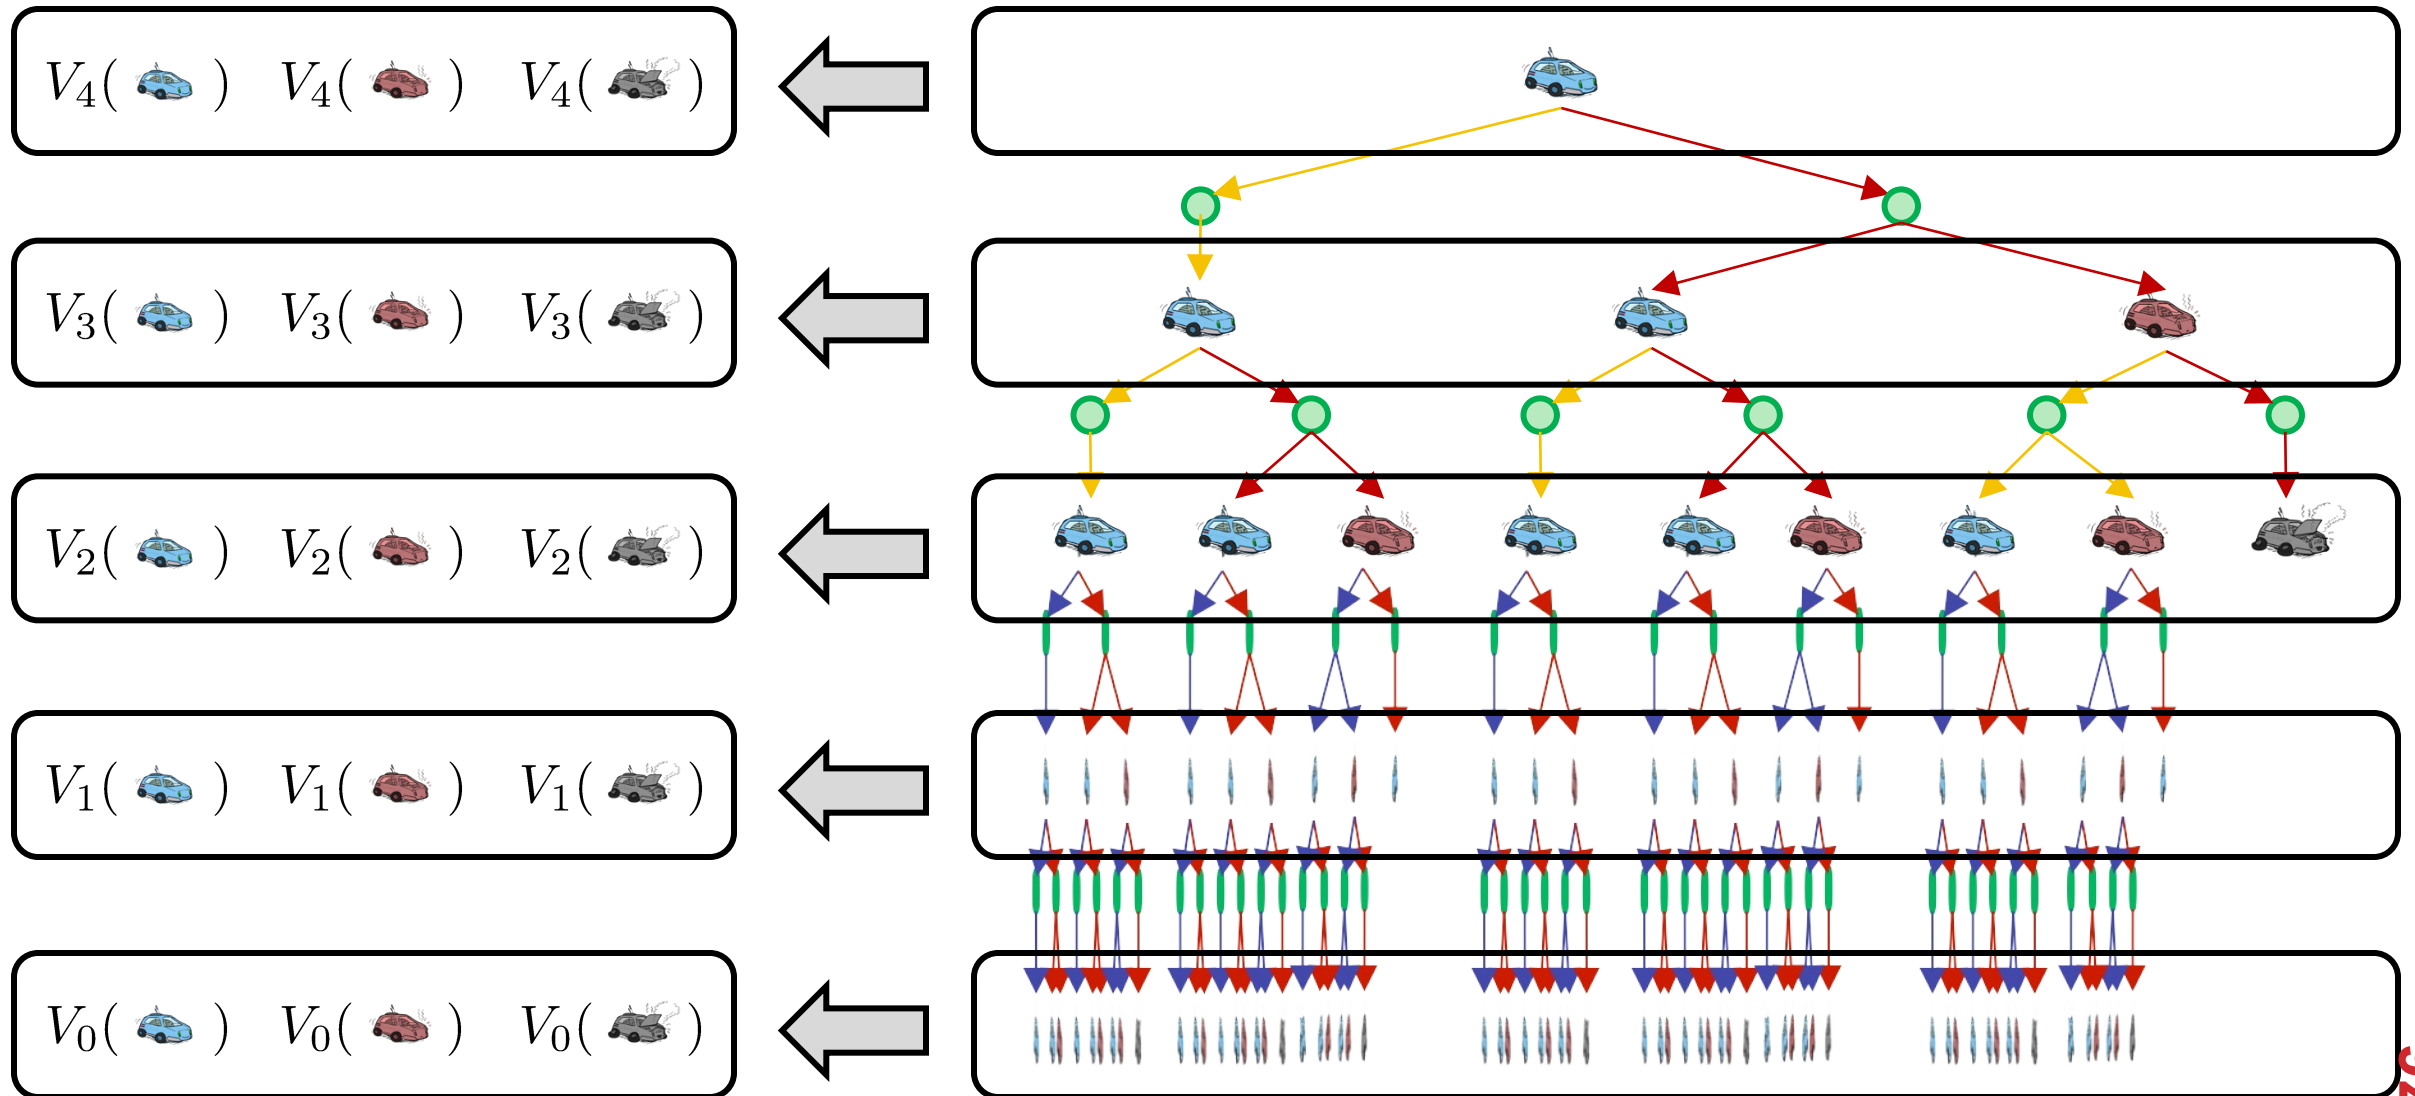 V₄( ) V₄( ) V₄( )
V₃( ) V₃( ) V₃( )
V₂( ) V₂( ) V₂( )
V₁( ) V₁( ) V₁( )
V₀( ) V₀( ) V₀( )